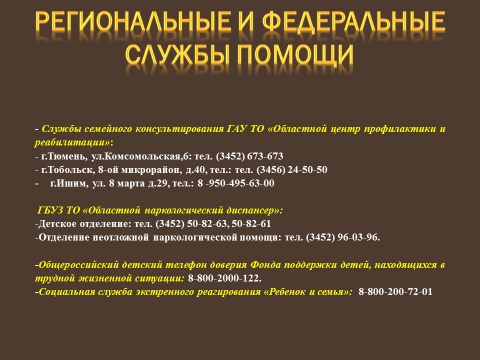 РЕГИОНАЛЬНЫЕ И ФЕДЕРАЛЬНЫЕ
СЛУЖБЫ ПОМОЩИ
- Службы семейного консультирования ГАУ ТО «Областной центр профилактики и
реабилитации»:
- г.Тюмень, ул.Комсомольская,6: тел. (3452) 673-673
- г.Тобольск, 8-ой микрорайон, д.40, тел.: тел. (3456) 24-50-50
- г.Ишим, ул. 8 марта д.29, тел.: 8 -950-495-63-00
ГБУЗ ТО «Областной наркологический диспансер»:
-Детское отделение: тел. (3452) 50-82-63, 50-82-61
-Отделение неотложной наркологической помощи: тел. (3452) 96-03-96.
-Общероссийский детский телефон доверия Фонда поддержки детей, находящихся в
трудной жизненной ситуации: 8-800-2000-122.
-Социальная служба экстренного реагирования «Ребенок и семья»: 8-800-200-72-01